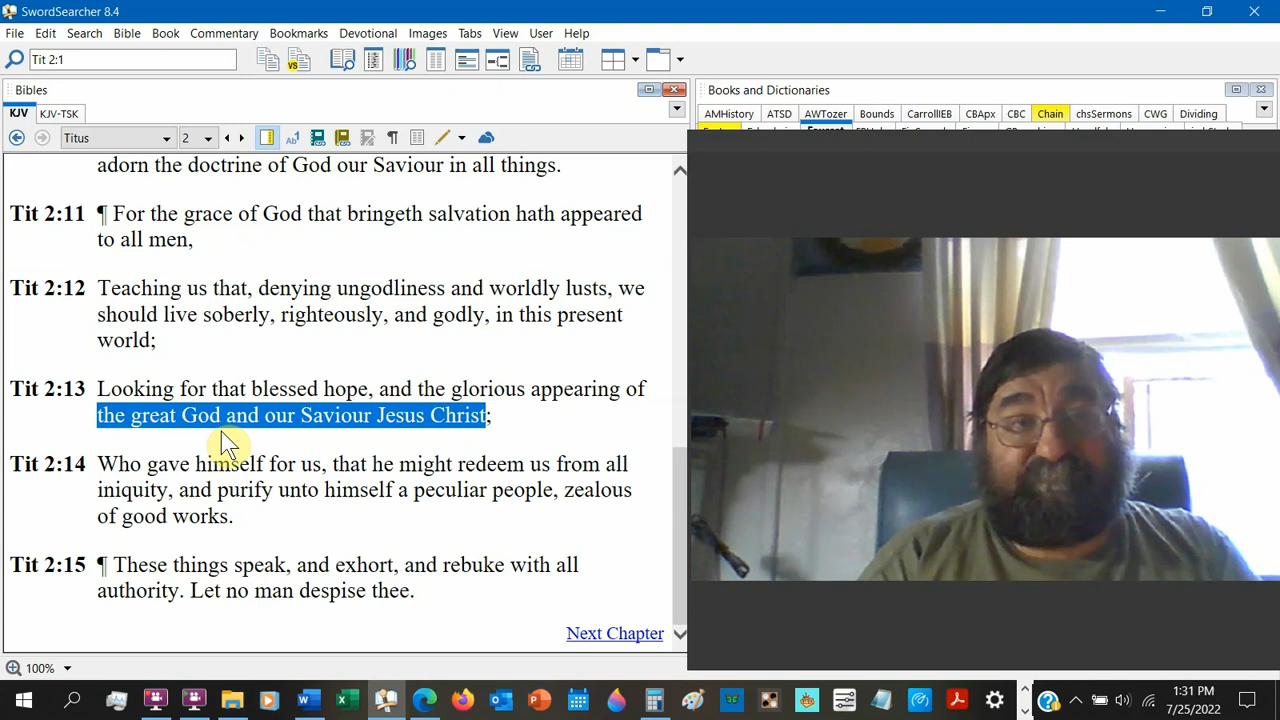 SwordSearcher 8.4
File Edit Search Bible Book Commentary Bookmarks Devotional Images Tabs View User Help
Tit 2:1
VS
Bibles
KJV KJV-TSK
Titus 2
adorn the doctrine of God our Saviour in all things.
Tit 2:11 ¶ For the grace of God that bringeth salvation hath appeared
to all men,
Tit 2:12 Teaching us that, denying ungodliness and worldly lusts, we
should live soberly, righteously, and godly, in this present
world;
Tit 2:13 Looking for that blessed hope, and the glorious appearing of
the great God and our Saviour Jesus Christ;
Tit 2:14 Who gave himself for us, that he might redeem us from all
iniquity, and purify unto himself a peculiar people, zealous
of good works.
Tit 2:15 ¶ These things speak, and exhort, and rebuke with all
authority. Let no man despise thee.
Next Chapter
100%
Books and Dictionaries
AMHistory ATSD AWTozer Bounds CarrollEB CBApx CBC Chain chsSermons CWG Dividing
1:31 PM
7/25/2022